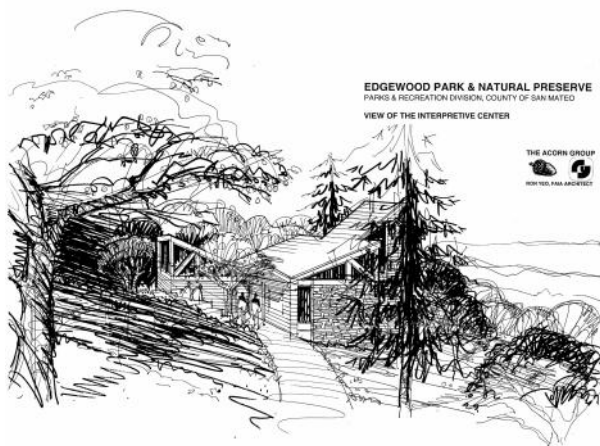 EDGEWOOD PARK & NATURAL PRESERVE
PARKS & RECREATION DIVISION, COUNTY OF SAN MATEO
VIEW OF THE INTERPRETIVE CENTER
THE ACORN GROUP
RON YEO, FAIA ARCHITECT